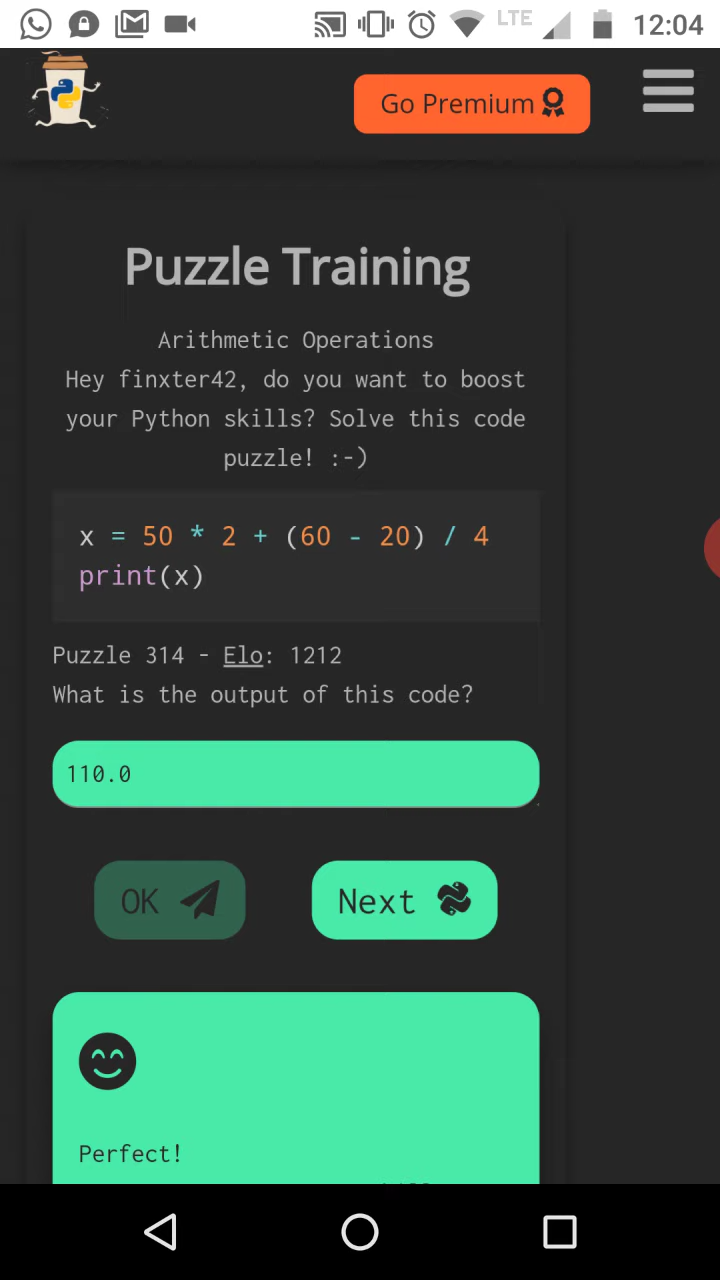 LTE 12:04
Go Premium
Puzzle Training
Arithmetic Operations
Hey finxter42, do you want to boost
your Python skills? Solve this code
puzzle! :-)
x = 50 * 2 + (60 - 20) / 4
print(x)
Puzzle 314 - Elo: 1212
What is the output of this code?
110.0
OK Next
Perfect!